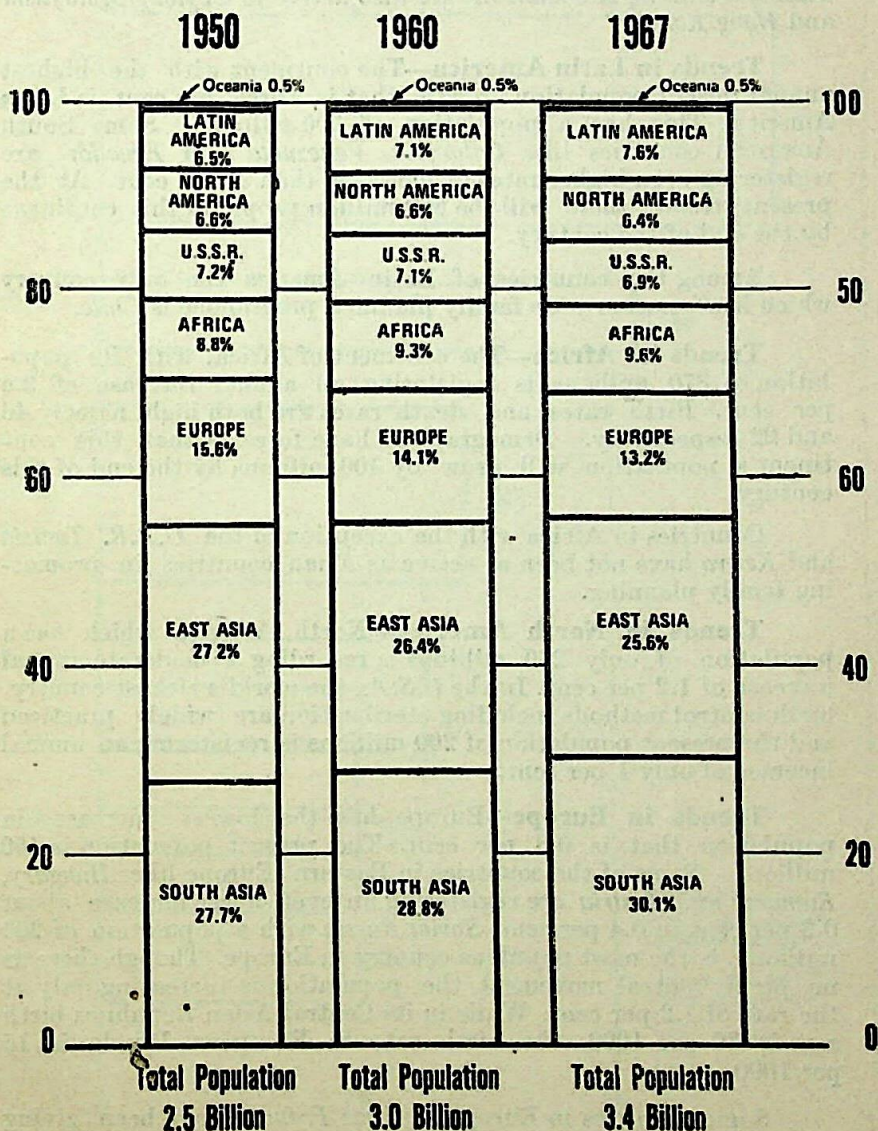 1950 1960 1967
Oceania 0.5% Oceania 0.5% Oceania 0.5%
100 100
LATIN AMERICA 6.5%
LATIN AMERICA 7.1%
LATIN AMERICA 7.6%
NORTH AMERICA 6.6%
NORTH AMERICA 6.6%
NORTH AMERICA 6.4%
U.S.S.R. 7.2%
U.S.S.R. 7.1%
U.S.S.R. 6.9%
80 50
AFRICA 8.8%
AFRICA 9.3%
AFRICA 9.6%
EUROPE 15.6%
EUROPE 14.1%
EUROPE 13.2%
60 60
EAST ASIA 27.2%
EAST ASIA 26.4%
EAST ASIA 25.6%
40 40
20 20
SOUTH ASIA 27.7%
SOUTH ASIA 28.8%
SOUTH ASIA 30.1%
0 0
Total Population 2.5 Billion
Total Population 3.0 Billion
Total Population 3.4 Billion